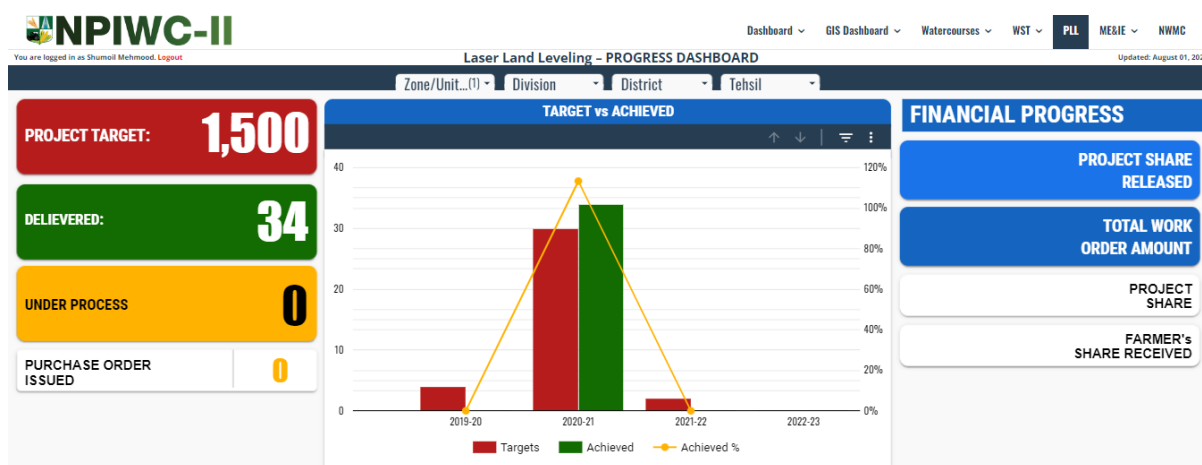 NPIWC-II
Dashboard GIS Dashboard Watercourses WST PLL ME&IE NWMC
You are logged in as Shumoil Mehmood. Logout
Laser Land Leveling – PROGRESS DASHBOARD
Updated: August 01, 202
Zone/Unit...(1) Division District Tehsil
PROJECT TARGET: 1,500
DELIEVERED: 34
UNDER PROCESS 0
PURCHASE ORDER
ISSUED
0
TARGET vs ACHIEVED
40
30
20
10
0
120%
100%
80%
60%
40%
20%
0%
2019-20 2020-21 2021-22 2022-23
Targets Achieved Achieved %
FINANCIAL PROGRESS
PROJECT SHARE
RELEASED
TOTAL WORK
ORDER AMOUNT
PROJECT
SHARE
FARMER's
SHARE RECEIVED